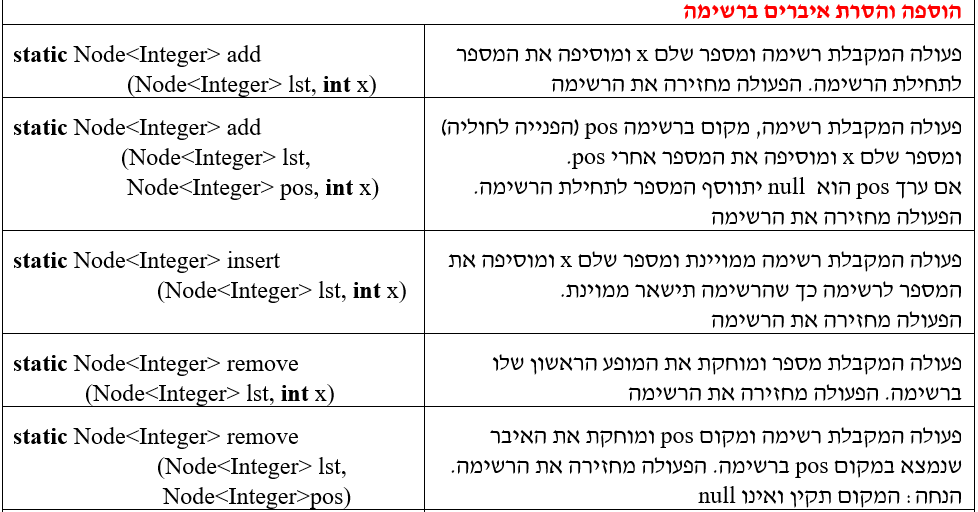 הוספה והסרת איברים ברשימה
פעולה המקבלת רשימה ומספר שלם x ומוסיפה את המספר
לתחילת הרשימה. הפעולה מחזירה את הרשימה
static Node<Integer> add
(Node<Integer> lst, int x)
פעולה המקבלת רשימה, מקום ברשימה pos (הפנייה לחוליה)
ומספר שלם x ומוסיפה את המספר אחרי pos.
אם ערך pos הוא null יתווסף המספר לתחילת הרשימה.
הפעולה מחזירה את הרשימה
static Node<Integer> add
(Node<Integer> lst,
Node<Integer> pos, int x)
פעולה המקבלת רשימה ממויינת ומספר שלם x ומוסיפה את
המספר לרשימה כך שהרשימה תישאר ממוינת.
הפעולה מחזירה את הרשימה
static Node<Integer> insert
(Node<Integer> lst, int x)
פעולה המקבלת מספר ומוחקת את המופע הראשון שלו
ברשימה. הפעולה מחזירה את הרשימה
static Node<Integer> remove
(Node<Integer> lst, int x)
פעולה המקבלת רשימה ומקום pos ומוחקת את האיבר
שנמצא במקום pos ברשימה. הפעולה מחזירה את הרשימה.
הנחה: המקום תקין ואינו null
static Node<Integer> remove
(Node<Integer> lst,
Node<Integer>pos)